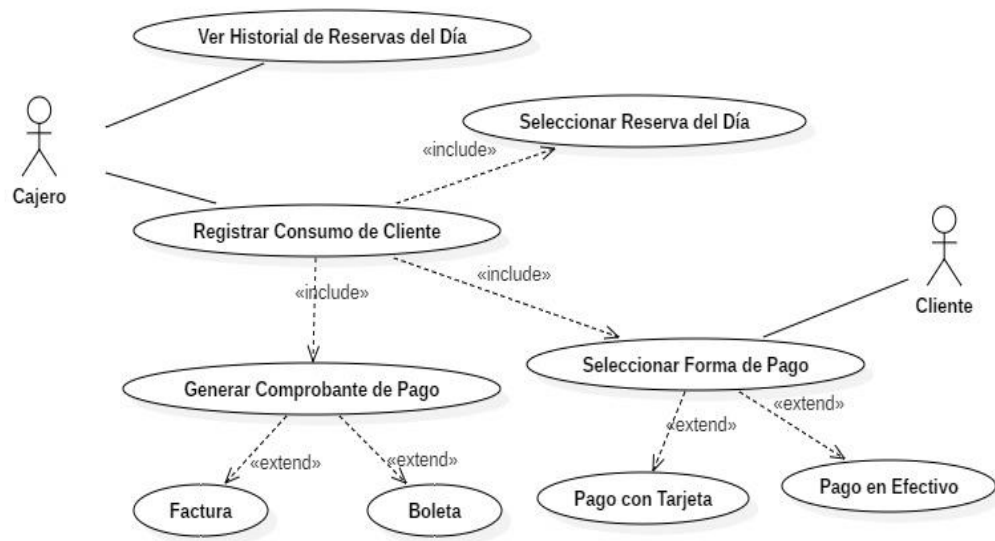 Ver Historial de Reservas del Día
Seleccionar Reserva del Día
«include»
Cajero
Registrar Consumo de Cliente
«include»
«include»
Cliente
Seleccionar Forma de Pago
Generar Comprobante de Pago
«extend»
«extend»
«extend»
«extend»
Factura
Boleta
Pago con Tarjeta
Pago en Efectivo